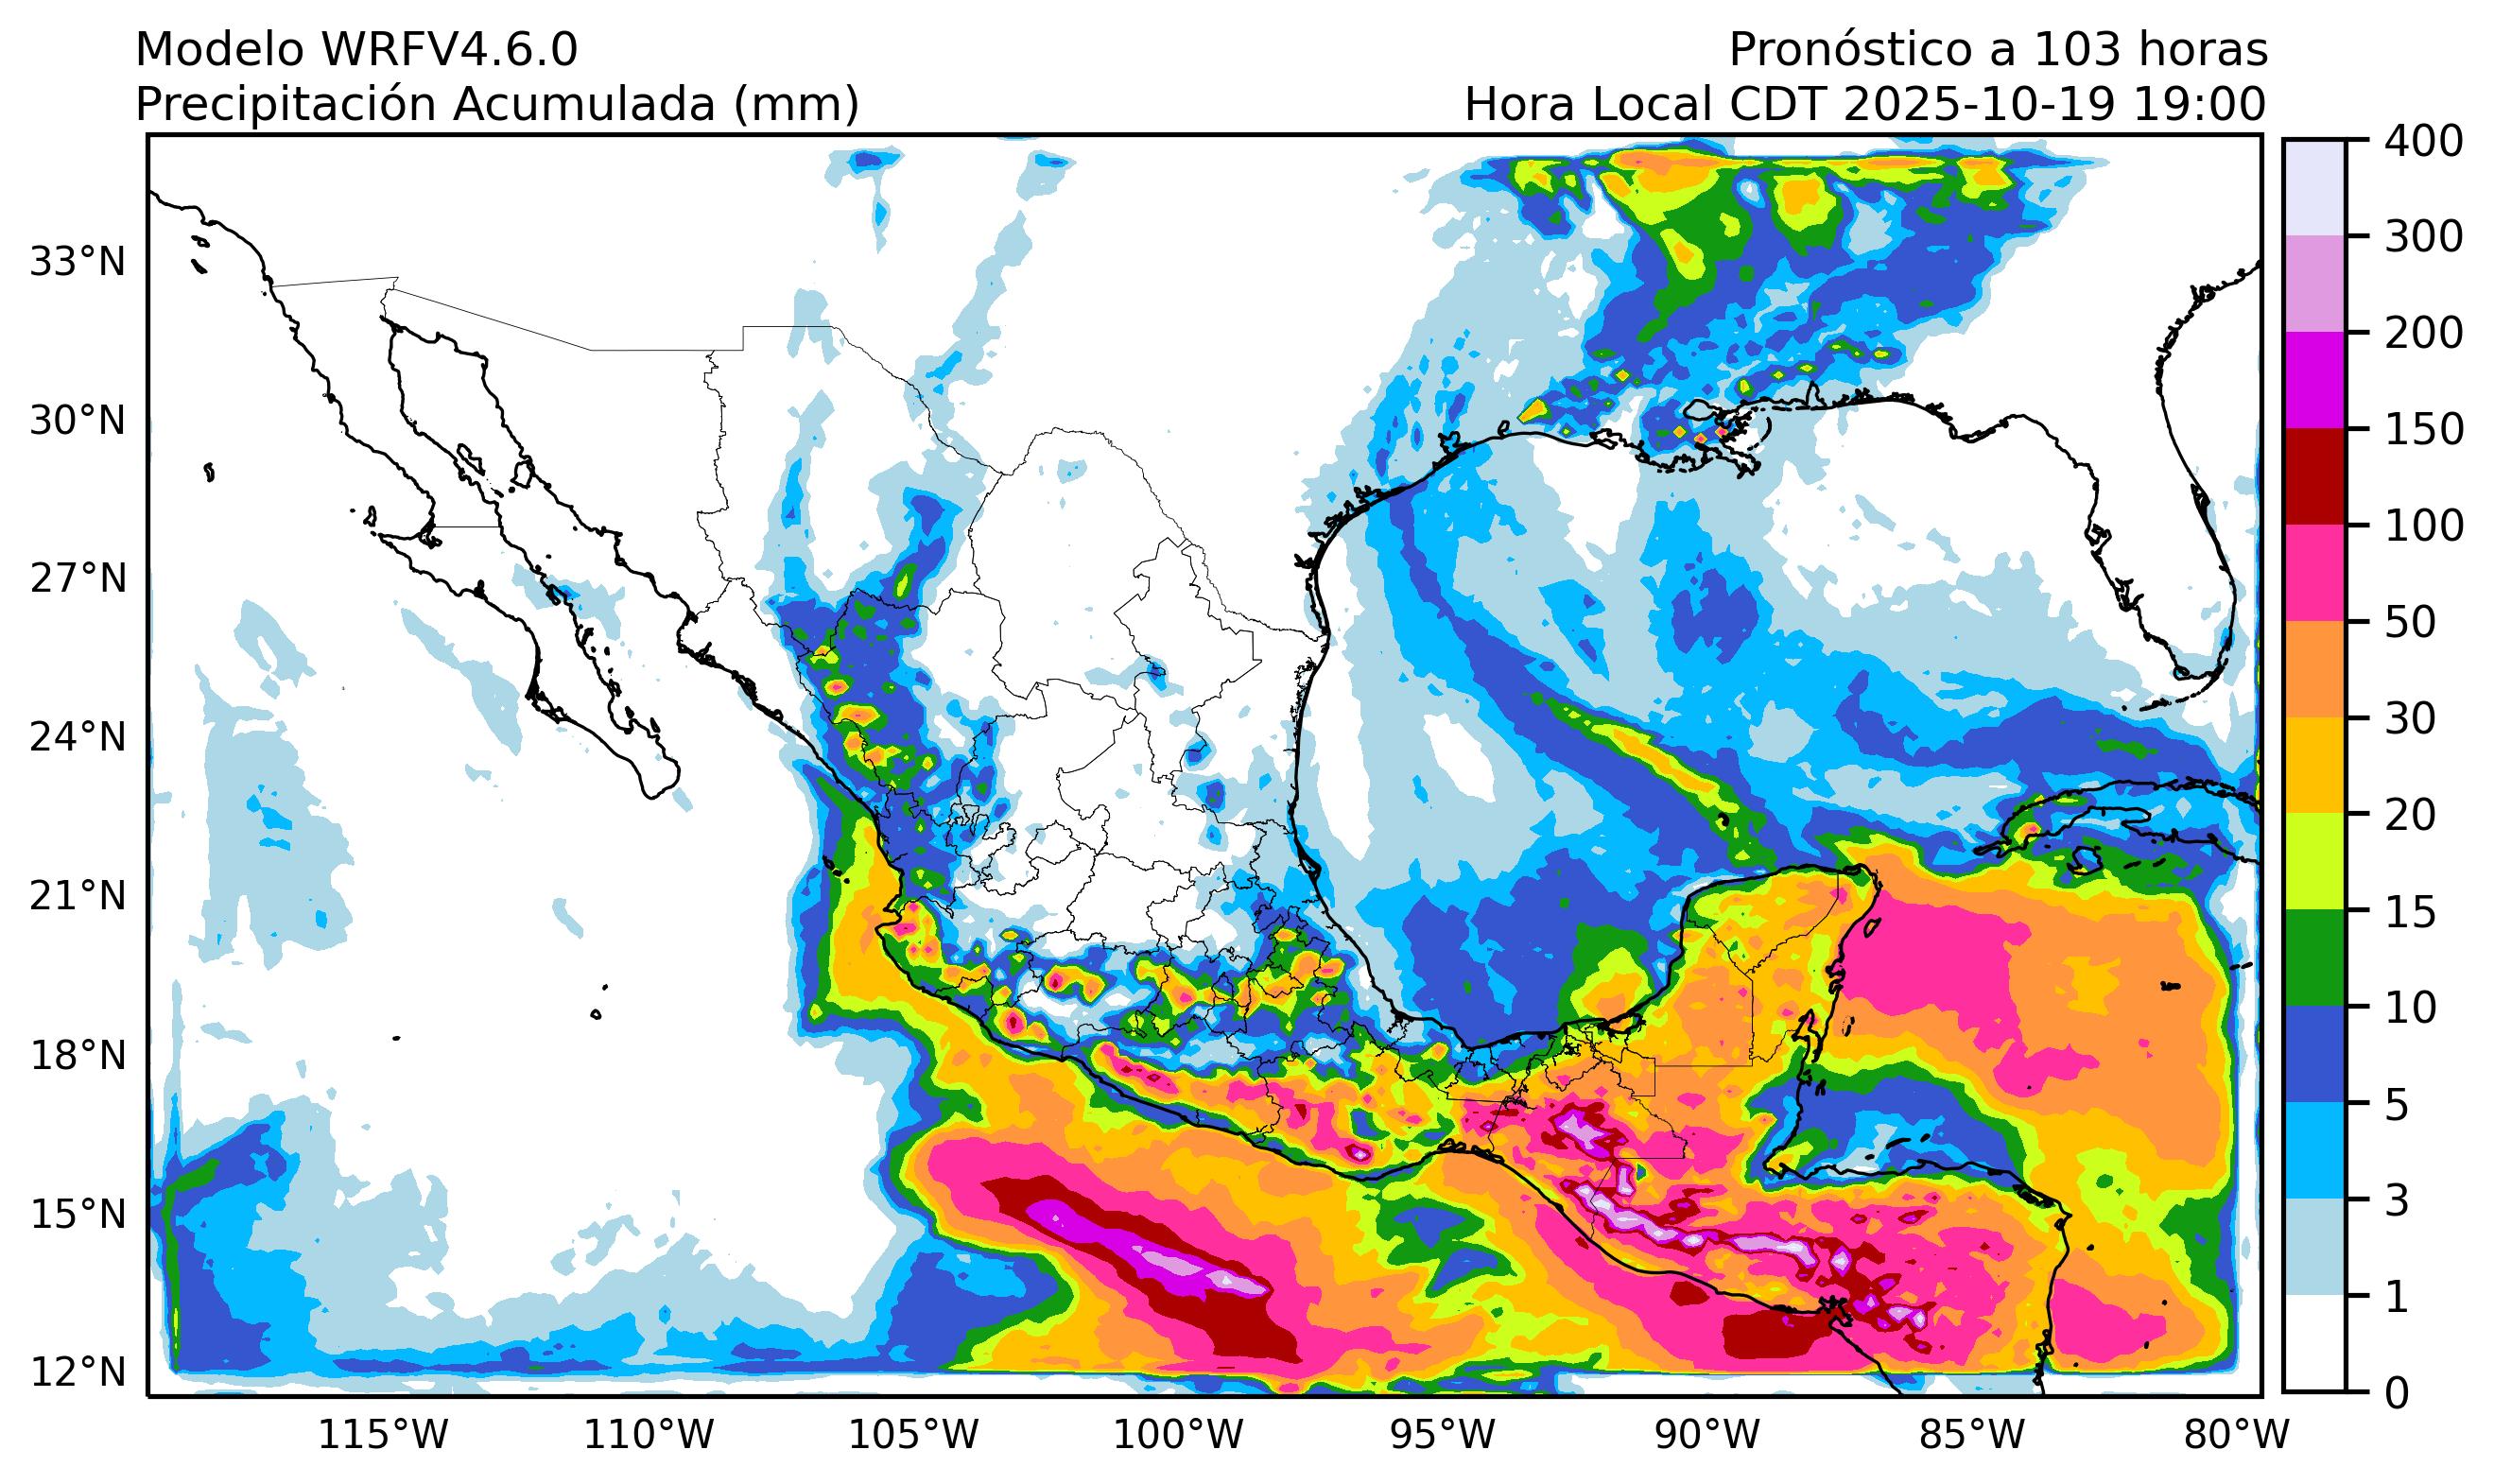 Modelo WRFV4.6.0
Pronóstico a 103 horas
Precipitación Acumulada (mm)
Hora Local CDT 2025-10-19 19:00
400
300
200
150
100
50
30
20
15
10
5
3
1
0
33°N
30°N
27°N
24°N
21°N
18°N
15°N
12°N
115°W
110°W
105°W
100°W
95°W
90°W
85°W
80°W